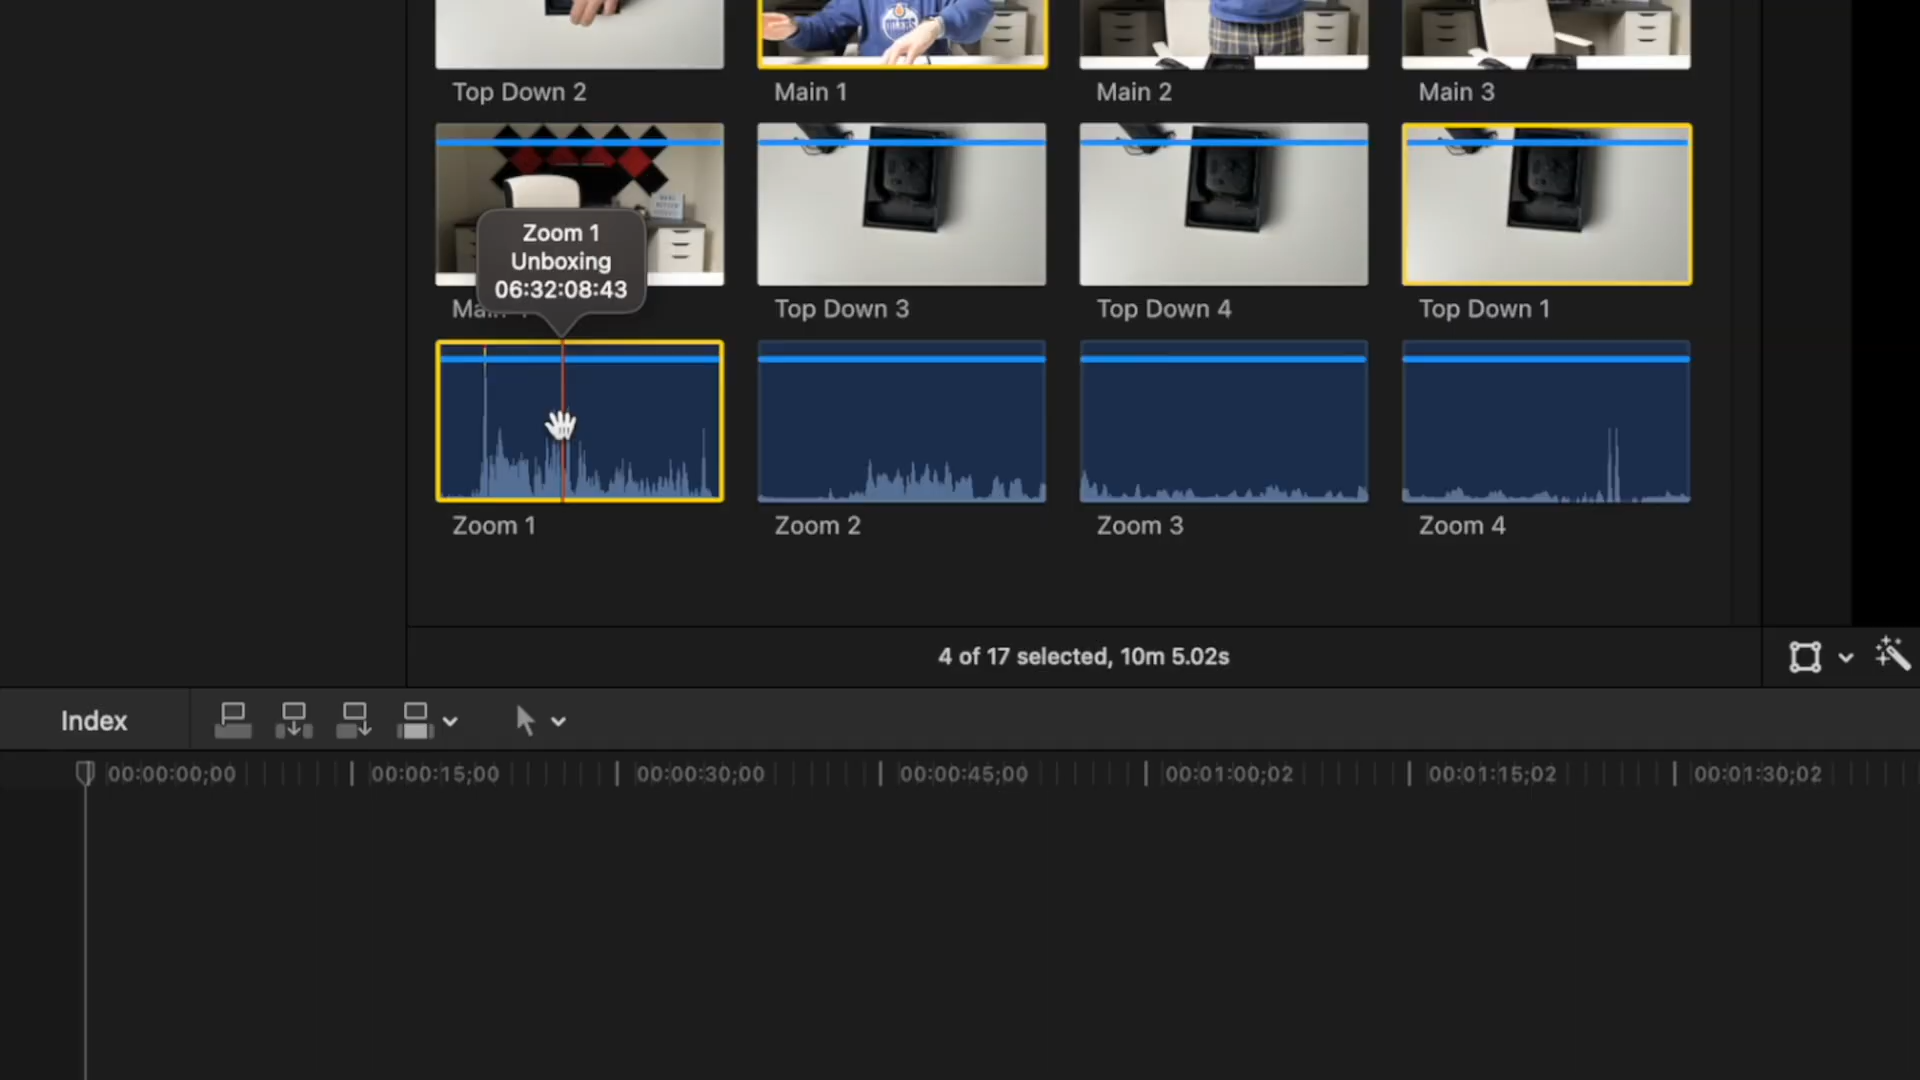 OILERS
Top Down 2
Main 1
Main 2
Main 3
Zoom 1
Unboxing
06:32:08:43
Top Down 3
Top Down 4
Top Down 1
Zoom 1
Zoom 2
Zoom 3
Zoom 4
4 of 17 selected, 10m 5.02s
Index
00:00:00;00
00:00:15;00
00:00:30;00
00:00:45;00
00:01:00;02
00:01:15;02
00:01:30;02